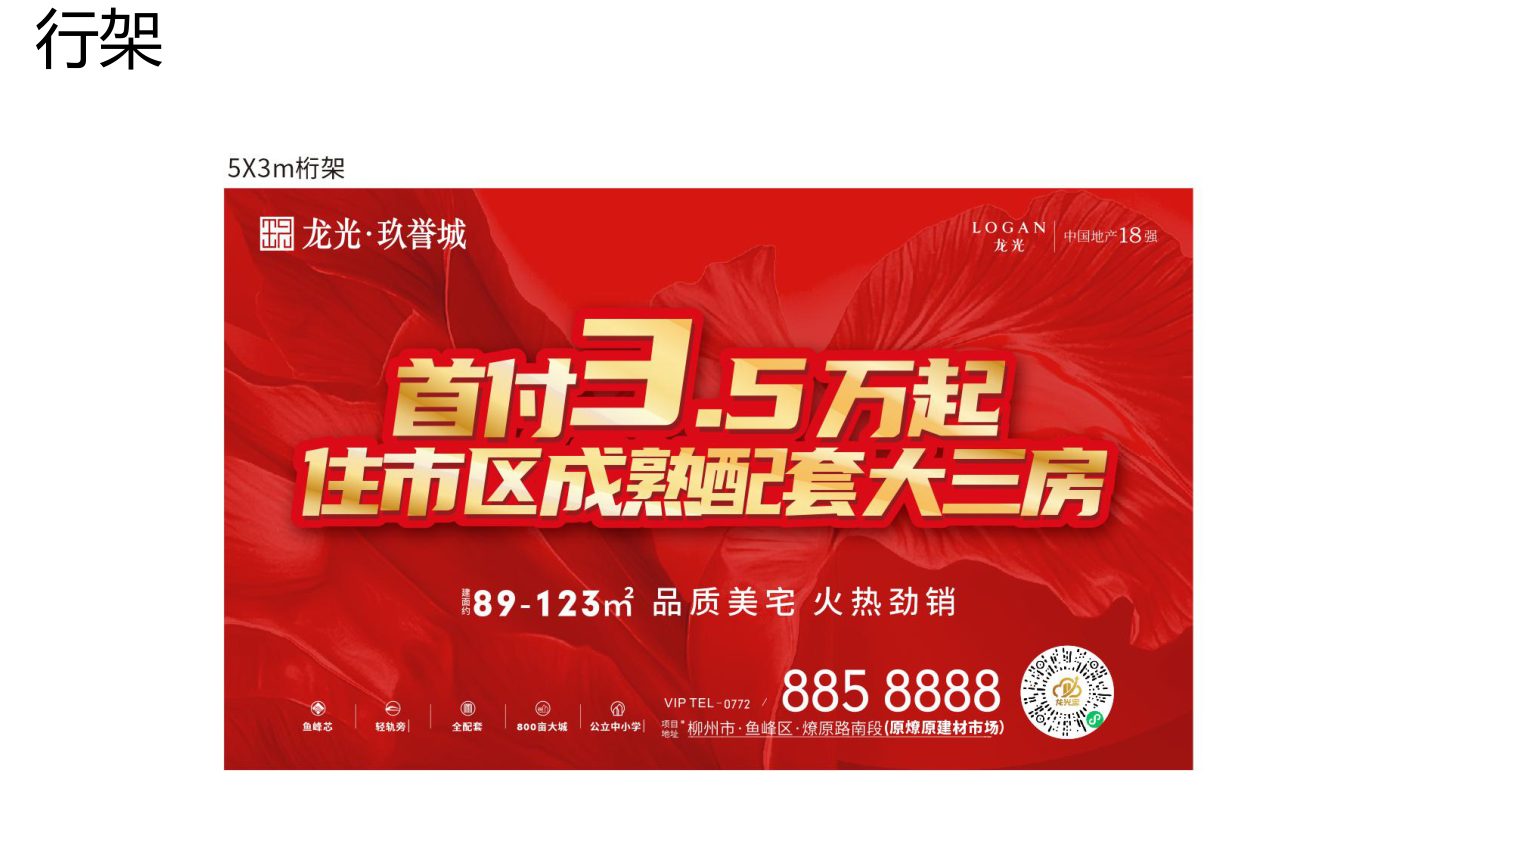 行架
5X3m桁架
龙光·玖誉城
LOGAN
龙光
中国地产18强
首付3.5万起
住市区成熟配套大三房
建面约89-123㎡ 品质美宅 火热劲销
鱼峰芯
轻轨旁
全配套
800亩大城
公立中小学
VIP TEL-0772 / 885 8888
项目地址 柳州市·鱼峰区·燎原路南段(原燎原建材市场)
龙光